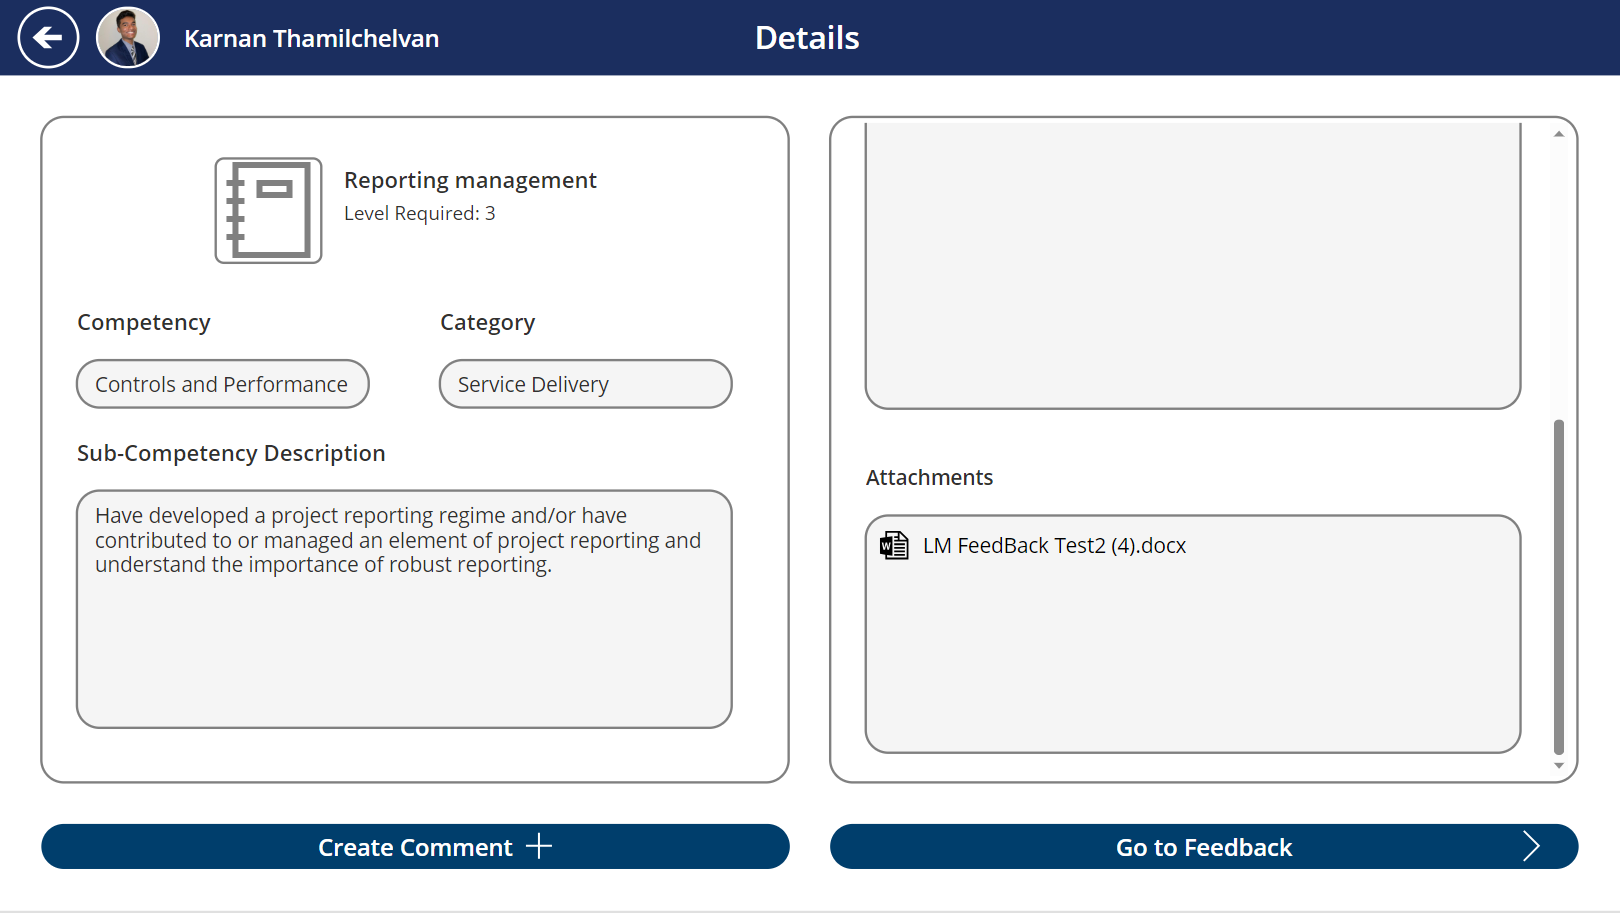 Karnan Thamilchelvan
Details
Reporting management
Level Required: 3
Competency
Category
Controls and Performance
Service Delivery
Sub-Competency Description
Have developed a project reporting regime and/or have
contributed to or managed an element of project reporting and
understand the importance of robust reporting.
Attachments
W
LM FeedBack Test2 (4).docx
Create Comment
Go to Feedback